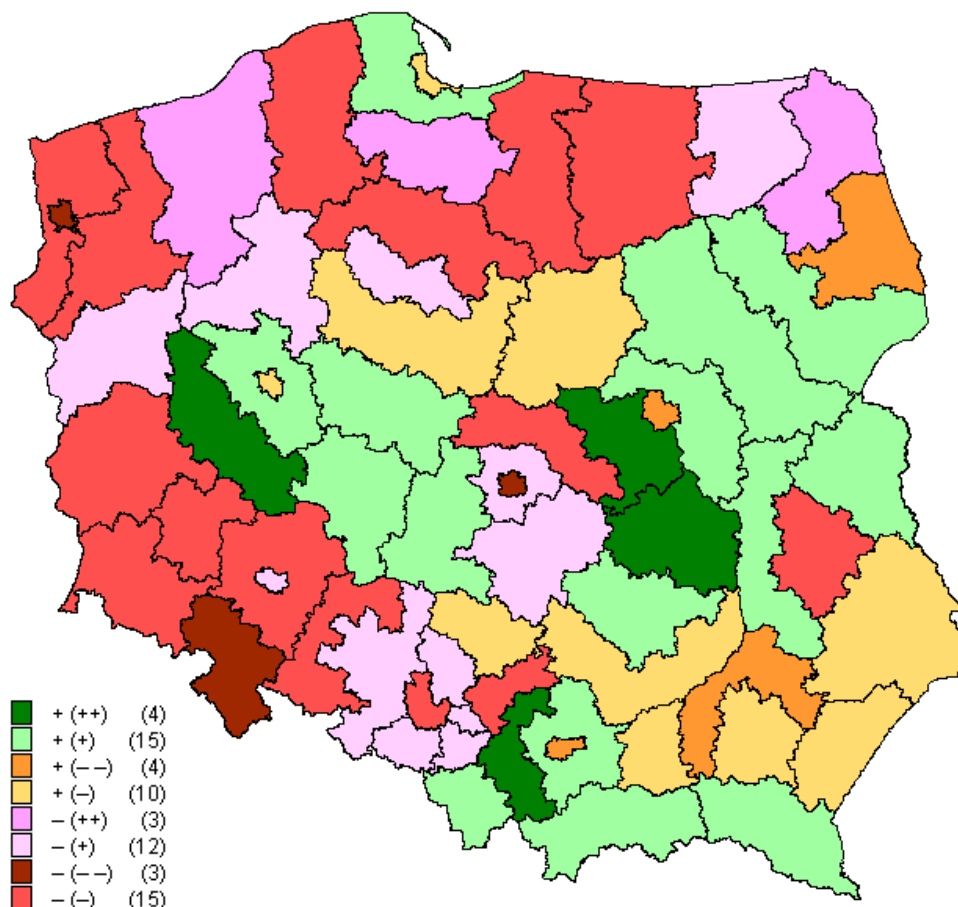 + (++) (4)
+ (+) (15)
+ (– –) (4)
+ (–) (10)
– (++) (3)
– (+) (12)
– (– –) (3)
– (–) (15)